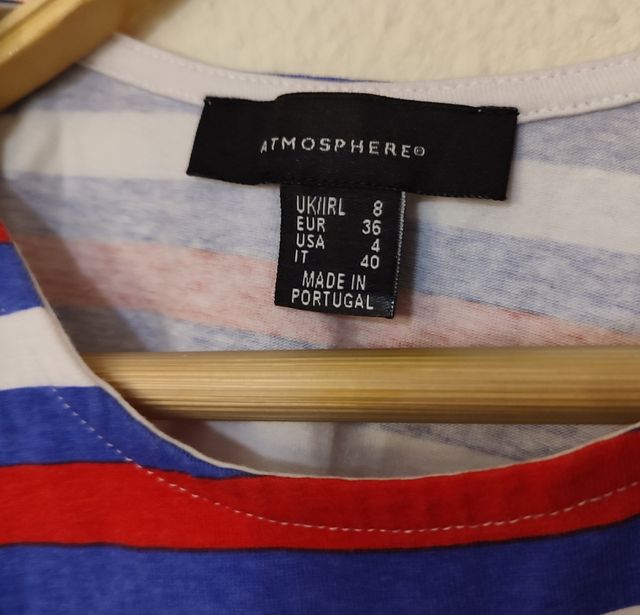 ATMOSPHERE®
UK/IRL 8
EUR 36
USA 4
IT 40
MADE IN
PORTUGAL